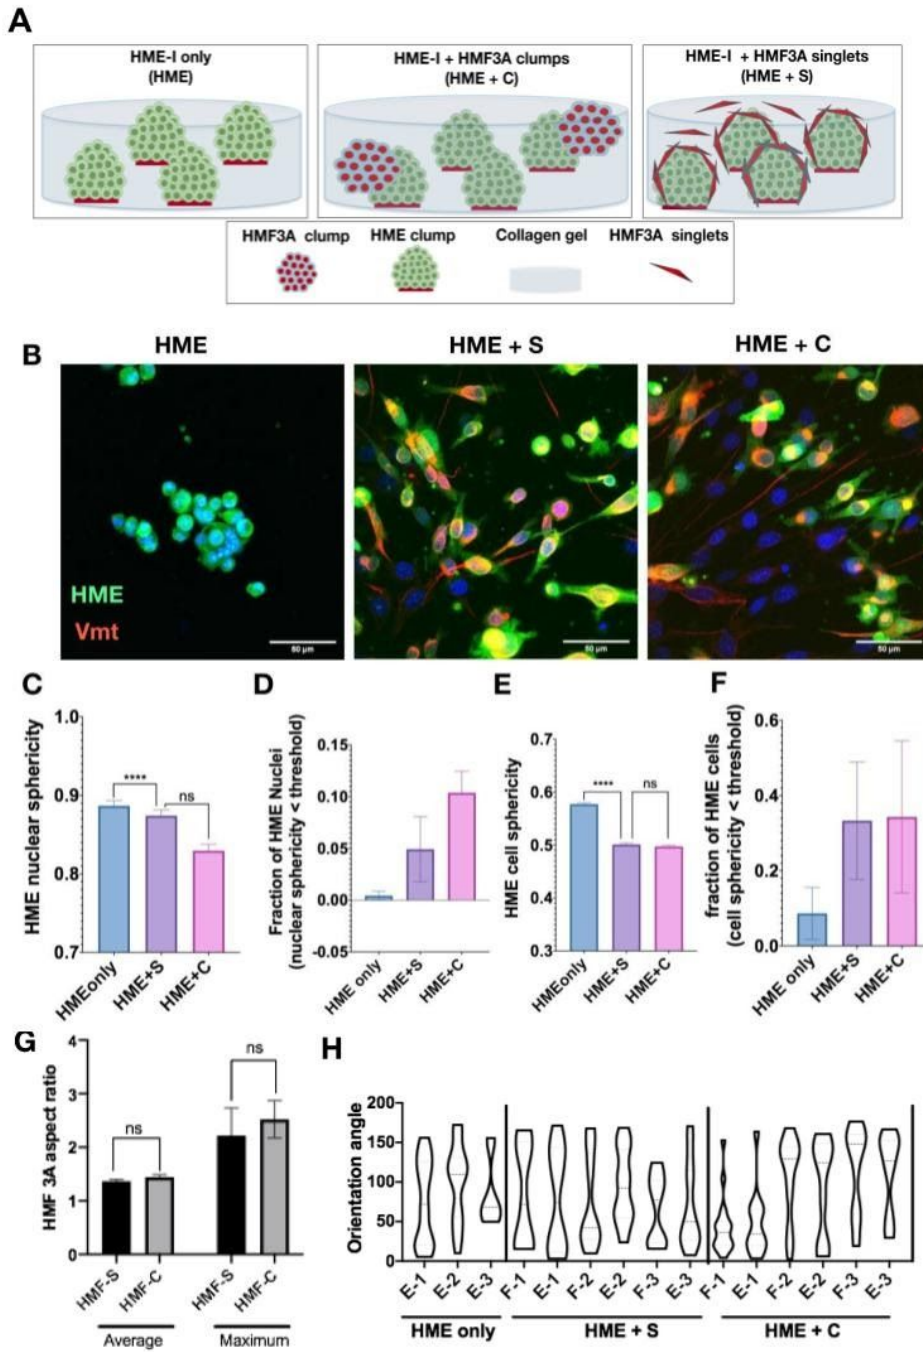 A
HME-I only
(HME)
HME-I + HMF3A clumps
(HME + C)
HME-I + HMF3A singlets
(HME + S)
HMF3A clump
HME clump
Collagen gel
HMF3A singlets
B
HME
HME + S
HME + C
HME
Vmt
50 µm
50 µm
50 µm
C
HME nuclear sphericity
1.0
0.9
0.8
0.7
****
ns
HMEonly
HME+S
HME+C
D
Fraction of HME Nuclei
(nuclear sphericity < threshold)
0.15
0.10
0.05
0.00
-0.05
HME only
HME+S
HME+C
E
HME cell sphericity
0.7
0.6
0.5
0.4
0.3
****
ns
HMEonly
HME+S
HME+C
F
fraction of HME cells
(cell sphericity < threshold)
0.6
0.4
0.2
0.0
HME only
HME+S
HME+C
G
HMF 3A aspect ratio
4
3
2
1
0
ns
ns
HMF-S
HMF-C
HMF-S
HMF-C
Average
Maximum
H
Orientation angle
200
150
100
50
0
E-1
E-2
E-3
F-1
E-1
F-2
E-2
F-3
E-3
F-1
E-1
F-2
E-2
F-3
E-3
HME only
HME + S
HME + C